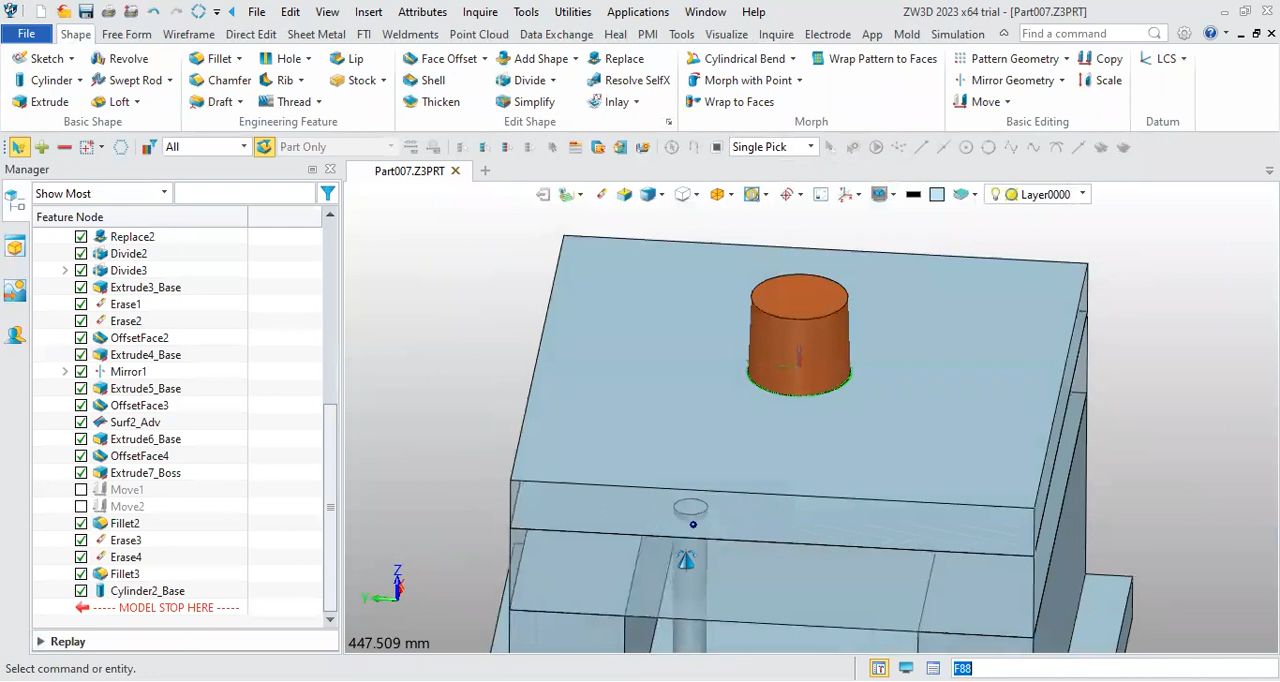 File Edit View Insert Attributes Inquire Tools Utilities Applications Window Help ZW3D 2023 x64 trial - [Part007.Z3PRT]
File Shape Free Form Wireframe Direct Edit Sheet Metal FTI Weldments Point Cloud Data Exchange Heal PMI Tools Visualize Inquire Electrode App Mold Simulation Find a command
Sketch Revolve Fillet Hole Lip Face Offset Add Shape Replace Cylindrical Bend Wrap Pattern to Faces Pattern Geometry Copy LCS
Cylinder Swept Rod Chamfer Rib Stock Shell Divide Resolve SelfX Morph with Point Mirror Geometry Scale
Extrude Loft Draft Thread Thicken Simplify Inlay Wrap to Faces Move
Basic Shape Engineering Feature Edit Shape Morph Basic Editing Datum
All Part Only Single Pick
Manager Part007.Z3PRT
Show Most Layer0000
Feature Node
Replace2
Divide2
Divide3
Extrude3_Base
Erase1
Erase2
OffsetFace2
Extrude4_Base
Mirror1
Extrude5_Base
OffsetFace3
Surf2_Adv
Extrude6_Base
OffsetFace4
Extrude7_Boss
Move1
Move2
Fillet2
Erase3
Erase4
Fillet3
Cylinder2_Base
----- MODEL STOP HERE -----
Z
Y
X
Replay
447.509 mm
Select command or entity.
F88